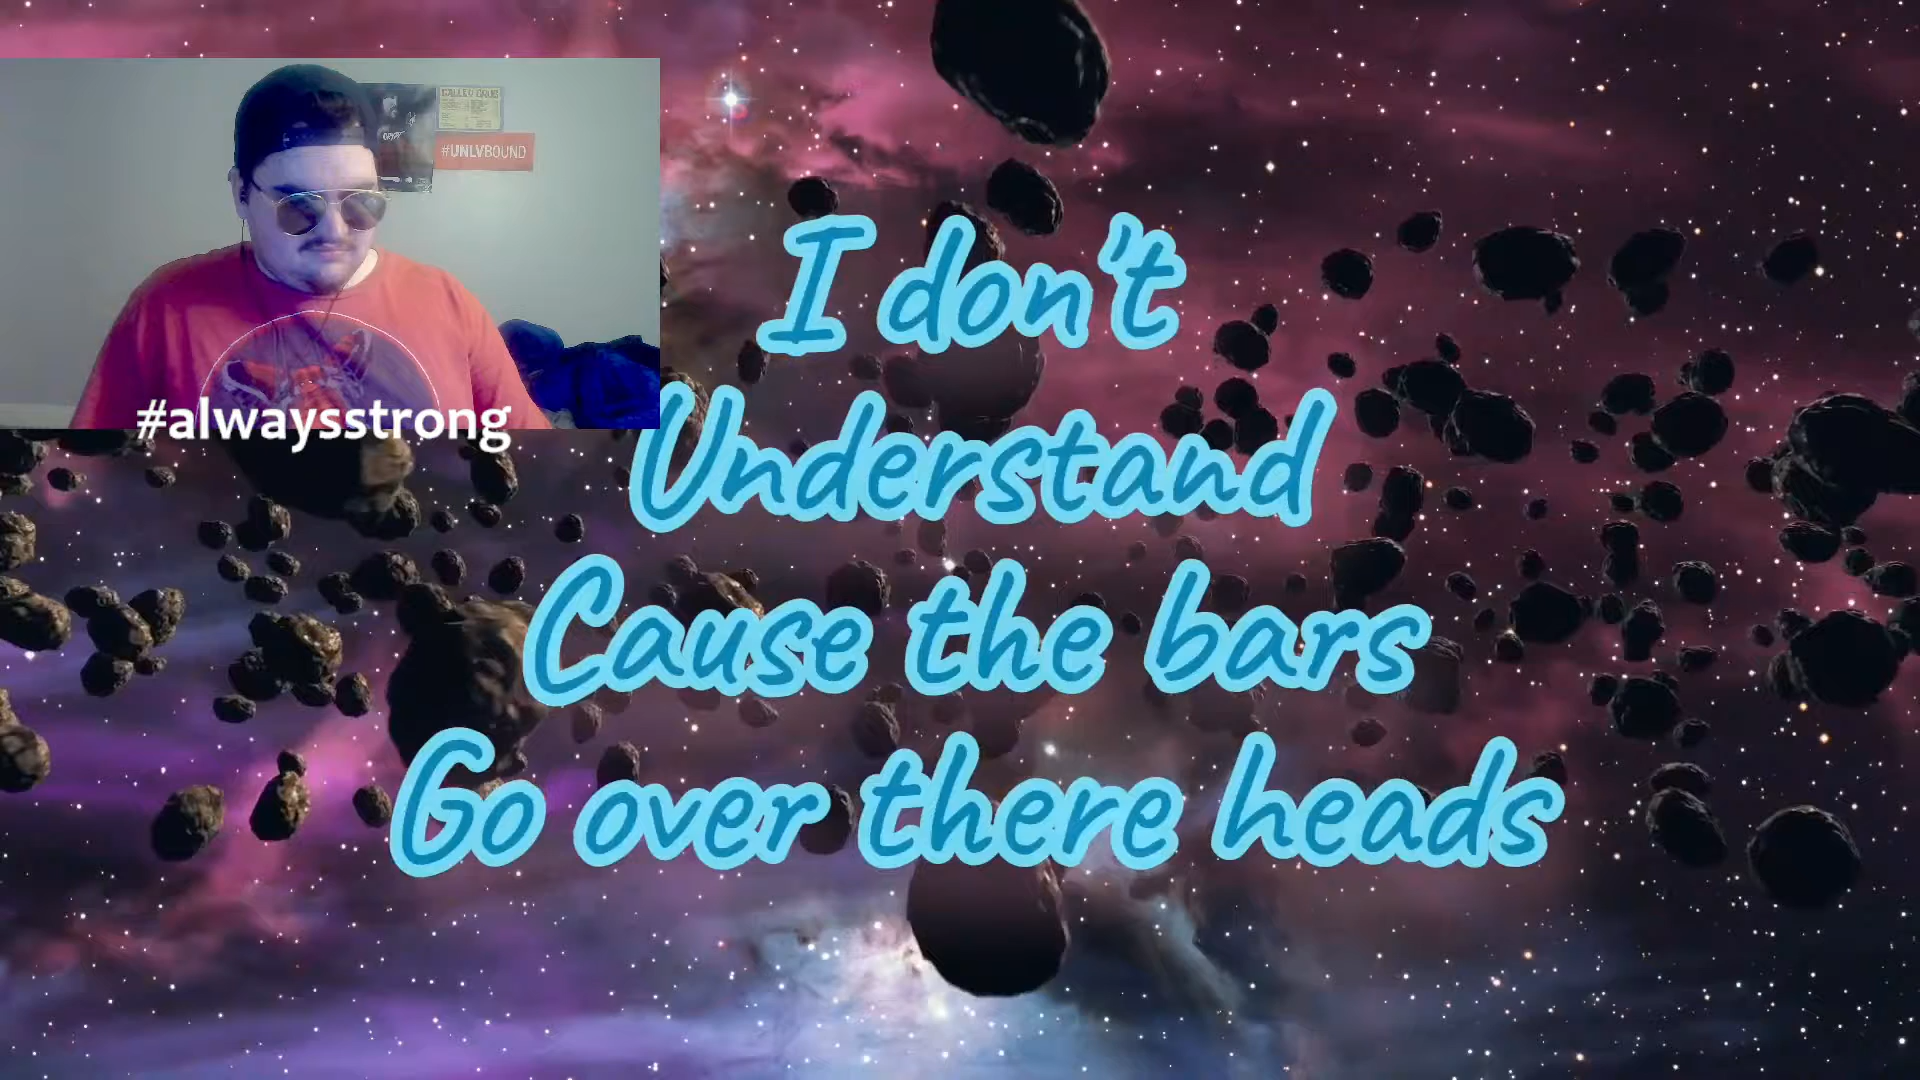 #UNLVBOUND
#alwaysstrong
I don't
Understand
Cause the bars
Go over there heads